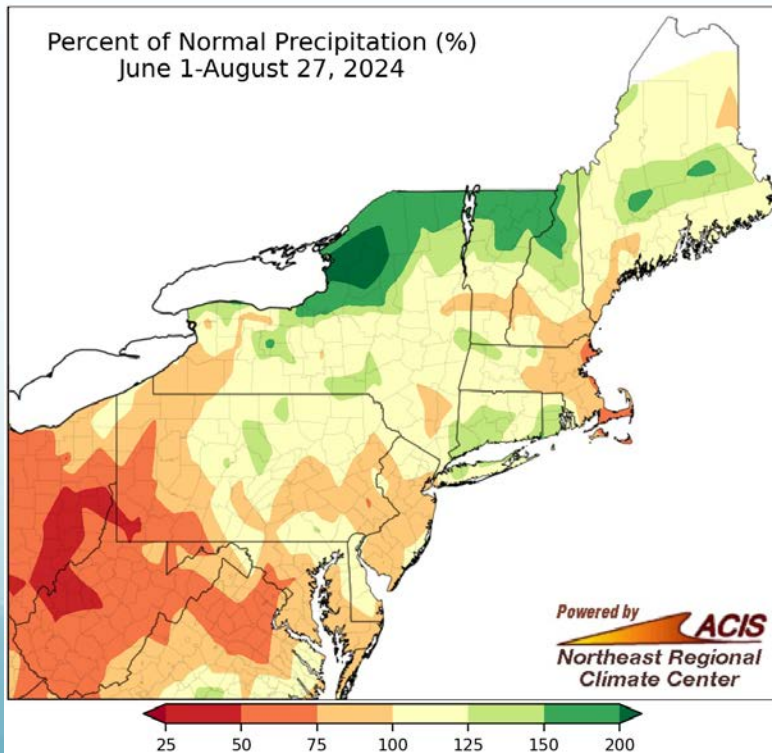 Percent of Normal Precipitation (%)
June 1-August 27, 2024
Powered by
ACIS
Northeast Regional
Climate Center
25 50 75 100 125 150 200